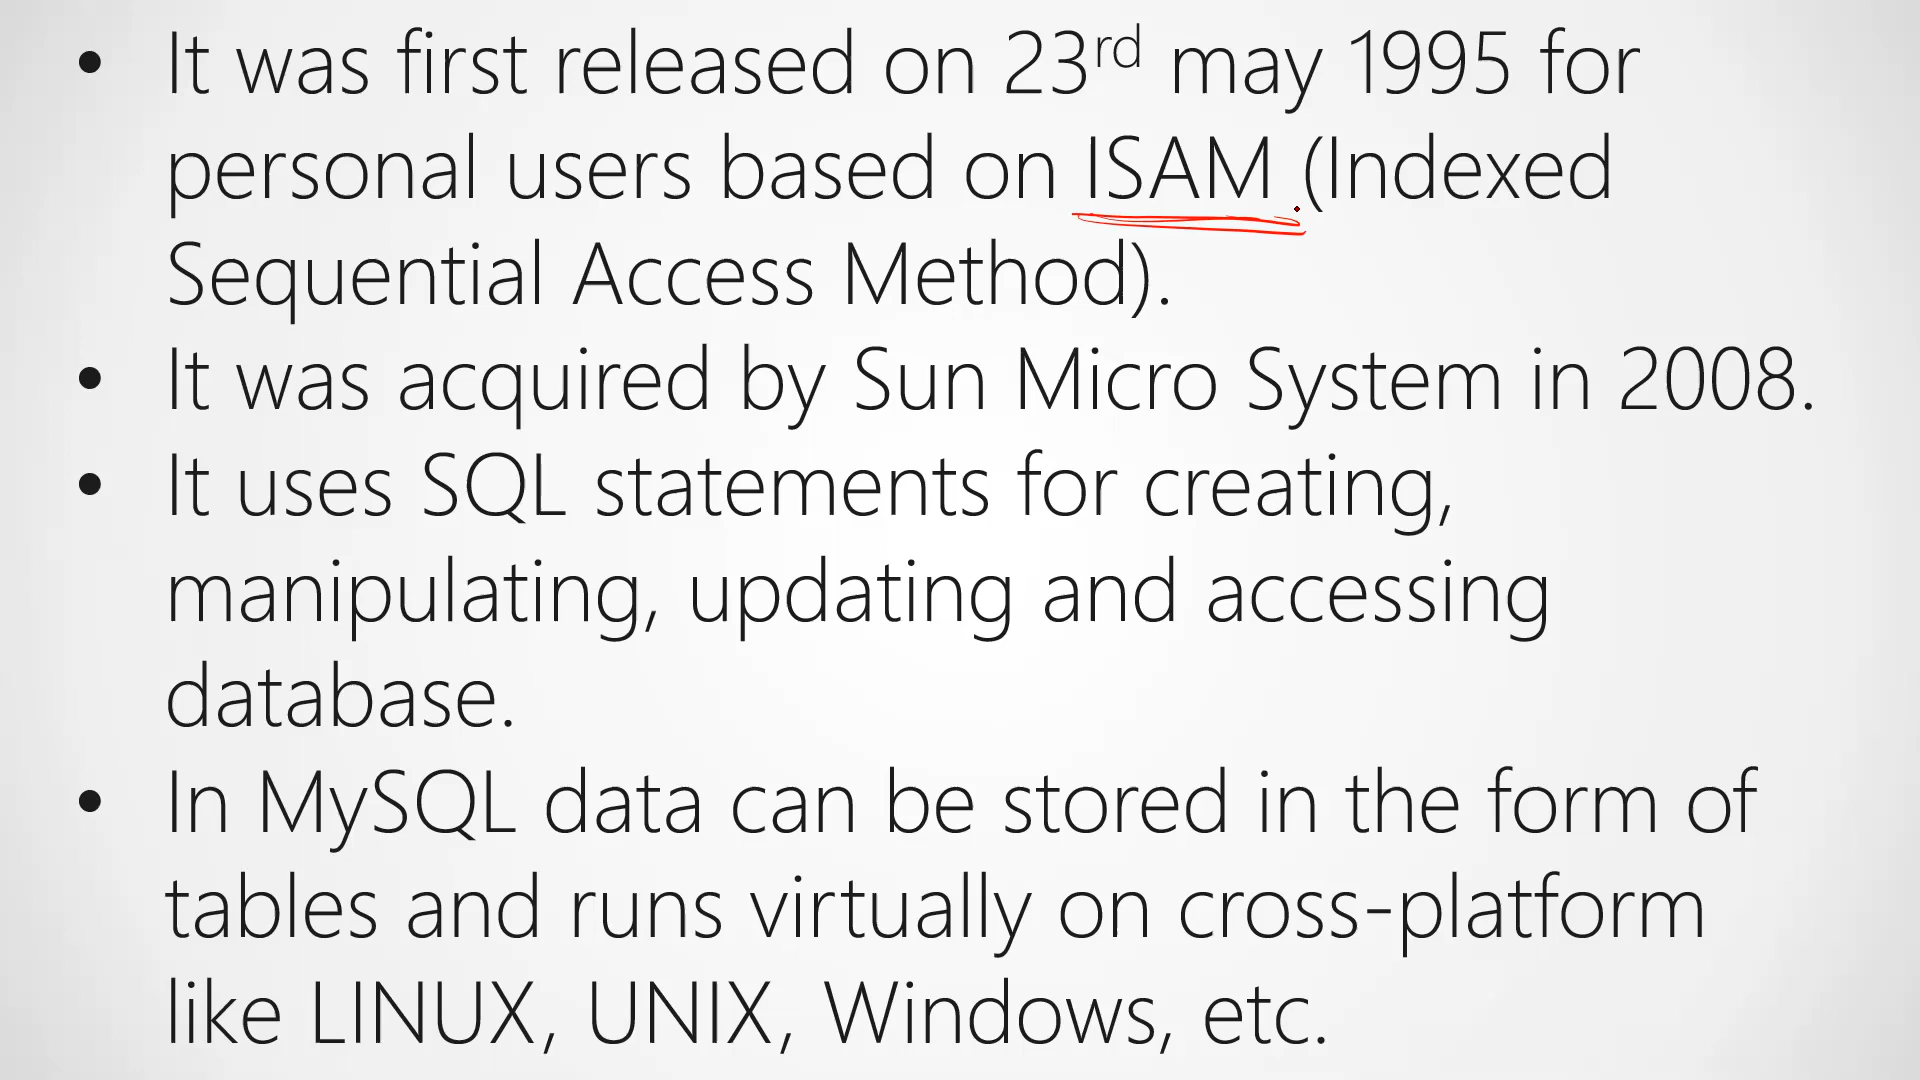 • It was first released on 23rd may 1995 for
personal users based on ISAM (Indexed
Sequential Access Method).
• It was acquired by Sun Micro System in 2008.
• It uses SQL statements for creating,
manipulating, updating and accessing
database.
• In MySQL data can be stored in the form of
tables and runs virtually on cross-platform
like LINUX, UNIX, Windows, etc.